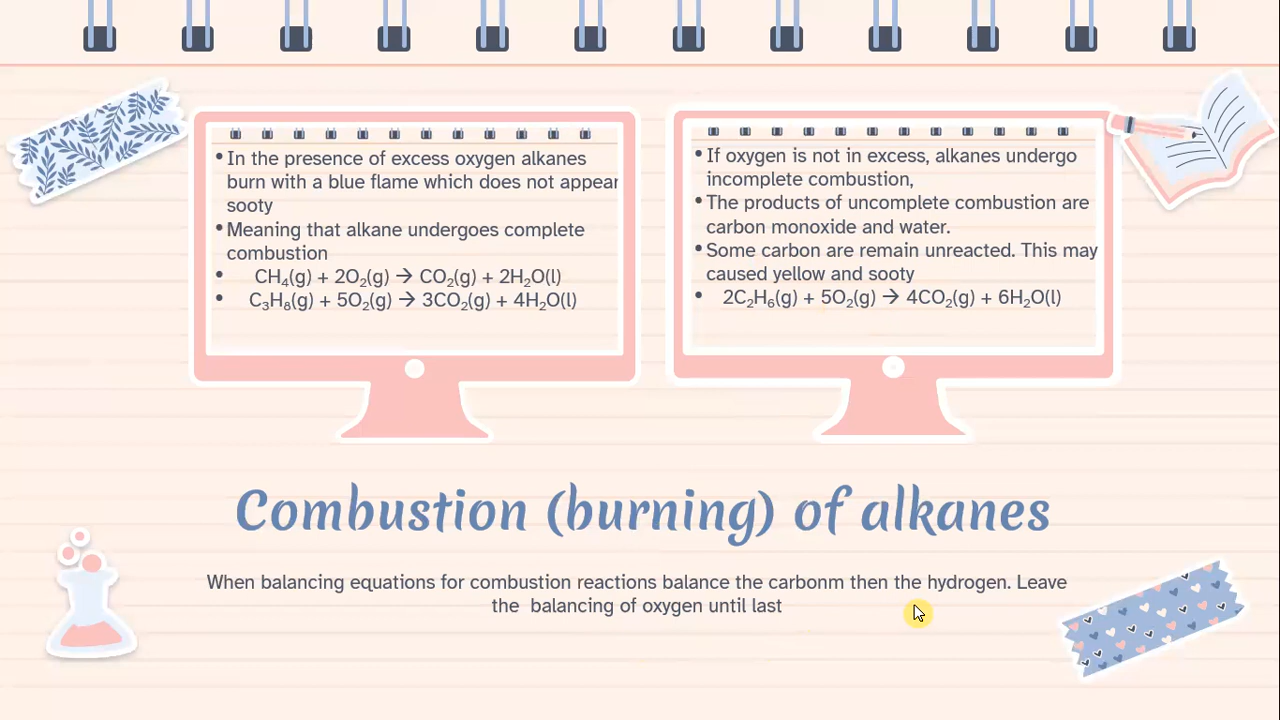 • In the presence of excess oxygen alkanes
burn with a blue flame which does not appear
sooty
• Meaning that alkane undergoes complete
combustion
• CH₄(g) + 2O₂(g) → CO₂(g) + 2H₂O(l)
• C₃H₈(g) + 5O₂(g) → 3CO₂(g) + 4H₂O(l)
• If oxygen is not in excess, alkanes undergo
incomplete combustion,
• The products of uncomplete combustion are
carbon monoxide and water.
• Some carbon are remain unreacted. This may
caused yellow and sooty
• 2C₂H₆(g) + 5O₂(g) → 4CO₂(g) + 6H₂O(l)
Combustion (burning) of alkanes
When balancing equations for combustion reactions balance the carbonm then the hydrogen. Leave
the balancing of oxygen until last